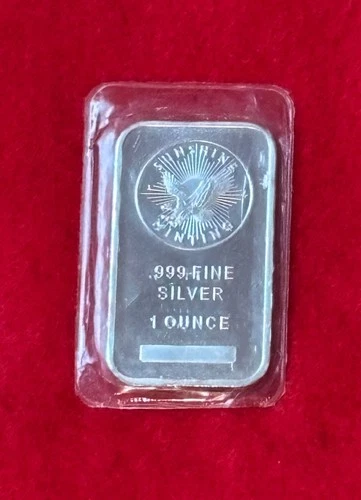 SUNSHINE
MINTING
.999 FINE
SILVER
1 OUNCE